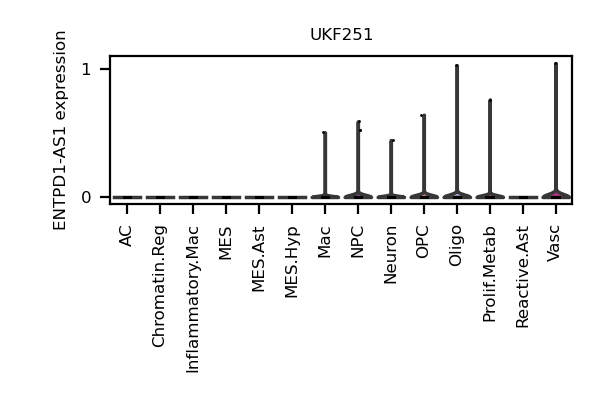 UKF251
ENTPD1-AS1 expression
1
0
AC
Chromatin.Reg
Inflammatory.Mac
MES
MES.Ast
MES.Hyp
Mac
NPC
Neuron
OPC
Oligo
Prolif.Metab
Reactive.Ast
Vasc